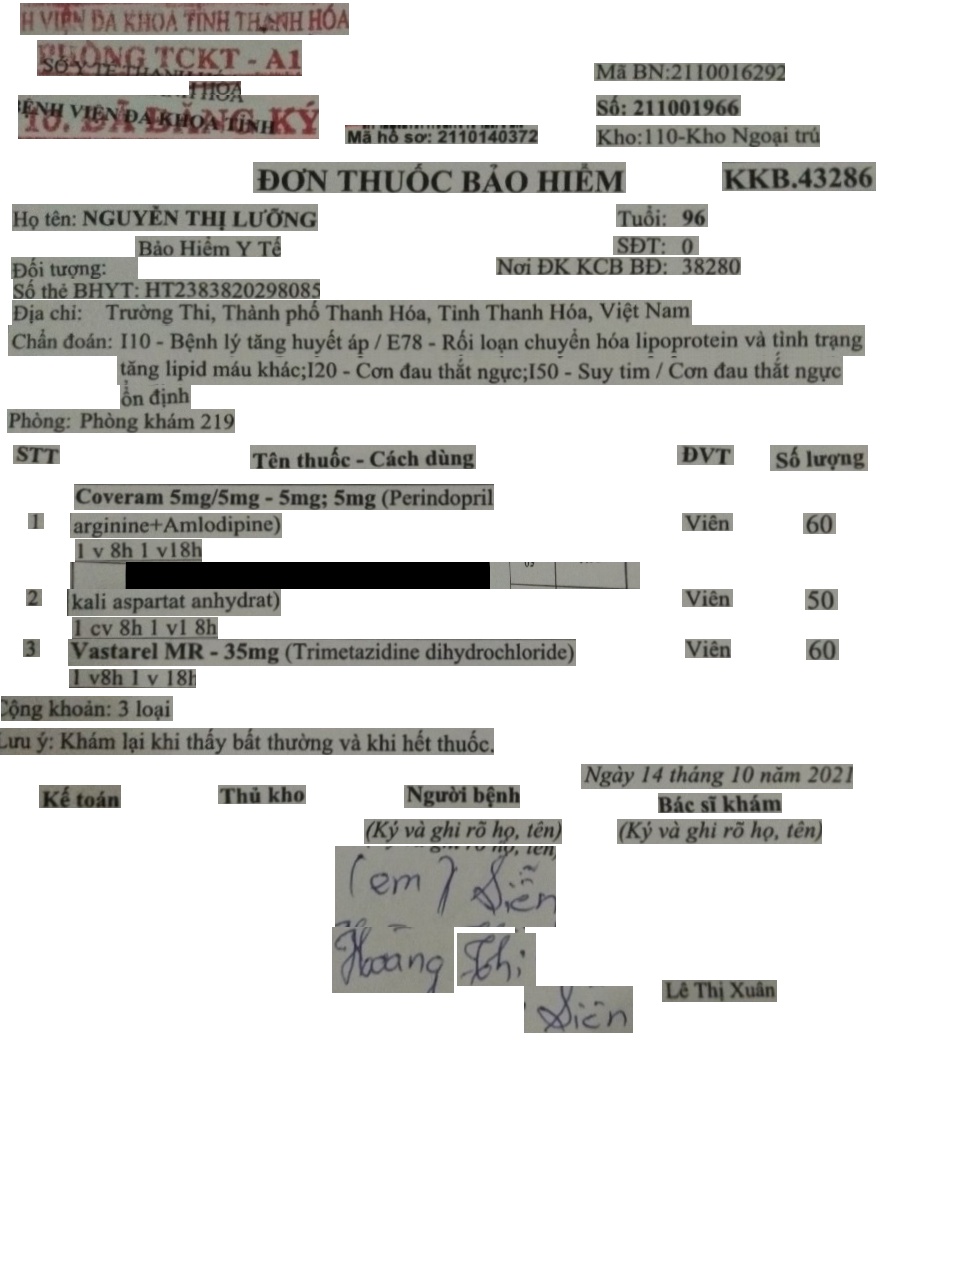 H VIỆN ĐA KHOA TỈNH THANH HÓA
PHÒNG TCKT - A1
SỞ Y TẾ THANH HÓA
BỆNH VIỆN ĐA KHOA TỈNH
10. ĐÃ ĐĂNG KÝ
Mã BN:2110016292
Số: 211001966
Mã hồ sơ: 2110140372
Kho:110-Kho Ngoại trú
ĐƠN THUỐC BẢO HIỂM
KKB.43286
Họ tên: NGUYỄN THỊ LƯỠNG
Tuổi: 96
Bảo Hiểm Y Tế
SĐT: 0
Đối tượng:
Nơi ĐK KCB BĐ: 38280
Số thẻ BHYT: HT2383820298085
Địa chỉ: Trường Thi, Thành phố Thanh Hóa, Tỉnh Thanh Hóa, Việt Nam
Chẩn đoán: I10 - Bệnh lý tăng huyết áp / E78 - Rối loạn chuyển hóa lipoprotein và tình trạng
tăng lipid máu khác;I20 - Cơn đau thắt ngực;I50 - Suy tim / Cơn đau thắt ngực
ổn định
Phòng: Phòng khám 219
STT Tên thuốc - Cách dùng ĐVT Số lượng
Coveram 5mg/5mg - 5mg; 5mg (Perindopril
1 arginine+Amlodipine) Viên 60
1 v 8h 1 v18h
2 kali aspartat anhydrat) Viên 50
1 cv 8h 1 v1 8h
3 Vastarel MR - 35mg (Trimetazidine dihydrochloride) Viên 60
1 v8h 1 v 18h
Cộng khoản: 3 loại
Lưu ý: Khám lại khi thấy bất thường và khi hết thuốc.
Ngày 14 tháng 10 năm 2021
Kế toán Thủ kho Người bệnh Bác sĩ khám
(Ký và ghi rõ họ, tên) (Ký và ghi rõ họ, tên)
(em) Siễn
Hoàng Thị
Siễn
Lê Thị Xuân